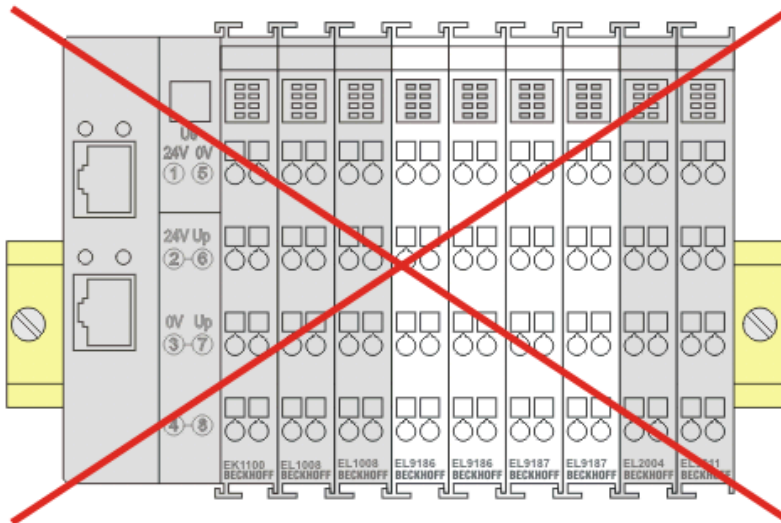 24V 0V
1 5
24V Up
2 6
0V Up
3 7
4 8
EK1100
BECKHOFF
EL1008
BECKHOFF
EL1008
BECKHOFF
EL9186
BECKHOFF
EL9186
BECKHOFF
EL9187
BECKHOFF
EL9187
BECKHOFF
EL2004
BECKHOFF
BECKHOFF